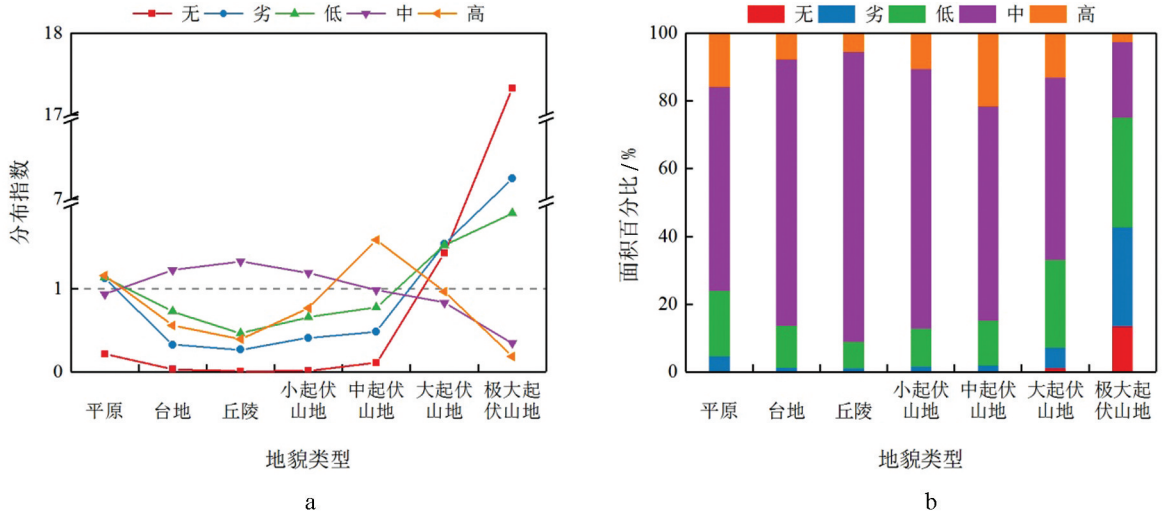 无 劣 低 中 高
18
17
7
1
0
分布指数
平原 台地 丘陵 小起伏山地 中起伏山地 大起伏山地 极大起伏山地
地貌类型
a
无 劣 低 中 高
100
80
60
40
20
0
面积百分比/%
平原 台地 丘陵 小起伏山地 中起伏山地 大起伏山地 极大起伏山地
地貌类型
b